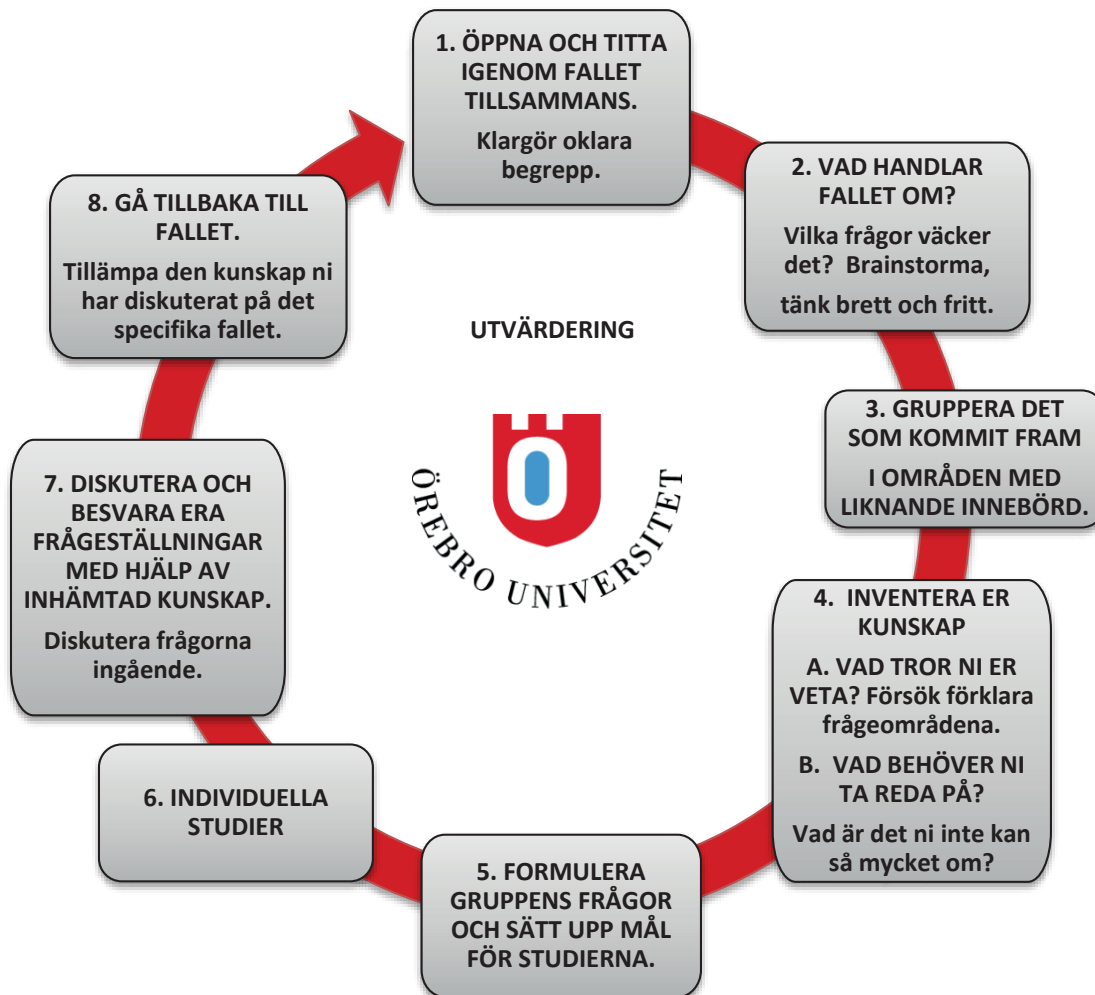 1. ÖPPNA OCH TITTA
IGENOM FALLET
TILLSAMMANS.
Klargör oklara
begrepp.
2. VAD HANDLAR
FALLET OM?
Vilka frågor väcker
det? Brainstorma,
tänk brett och fritt.
3. GRUPPERA DET
SOM KOMMIT FRAM
I OMRÅDEN MED
LIKNANDE INNEBÖRD.
4. INVENTERA ER
KUNSKAP
A. VAD TROR NI ER
VETA? Försök förklara
frågeområdena.
B. VAD BEHÖVER NI
TA REDA PÅ?
Vad är det ni inte kan
så mycket om?
5. FORMULERA
GRUPPENS FRÅGOR
OCH SÄTT UPP MÅL
FÖR STUDIERNA.
6. INDIVIDUELLA
STUDIER
7. DISKUTERA OCH
BESVARA ERA
FRÅGESTÄLLNINGAR
MED HJÄLP AV
INHÄMTAD KUNSKAP.
Diskutera frågorna
ingående.
8. GÅ TILLBAKA TILL
FALLET.
Tillämpa den kunskap ni
har diskuterat på det
specifika fallet.
UTVÄRDERING
ÖREBRO UNIVERSITET